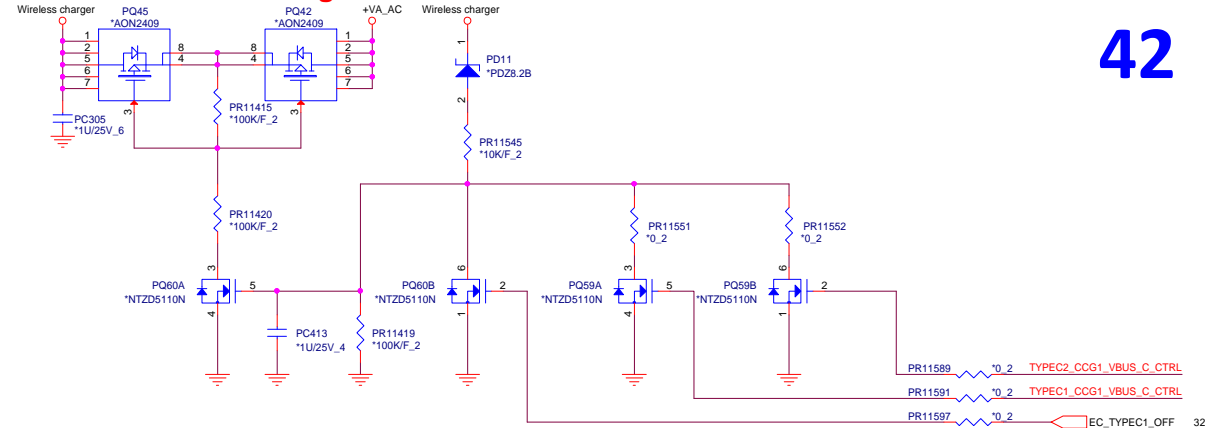 Wireless charger
PQ45
*AON2409
PQ42
*AON2409
+VA_AC
Wireless charger
42
1
2
5
6
7
8
4
3
8
4
1
2
5
6
7
3
1
PD11
*PDZ8.2B
2
PC305
*1U/25V_6
PR11415
*100K/F_2
PR11545
*10K/F_2
PR11420
*100K/F_2
PR11551
*0_2
PR11552
*0_2
PQ60A
*NTZD5110N
3
5
4
PQ60B
*NTZD5110N
6
2
1
PQ59A
*NTZD5110N
3
5
4
PQ59B
*NTZD5110N
6
2
1
PC413
*1U/25V_4
PR11419
*100K/F_2
PR11589
*0_2
TYPEC2_CCG1_VBUS_C_CTRL
PR11591
*0_2
TYPEC1_CCG1_VBUS_C_CTRL
PR11597
*0_2
EC_TYPEC1_OFF 32